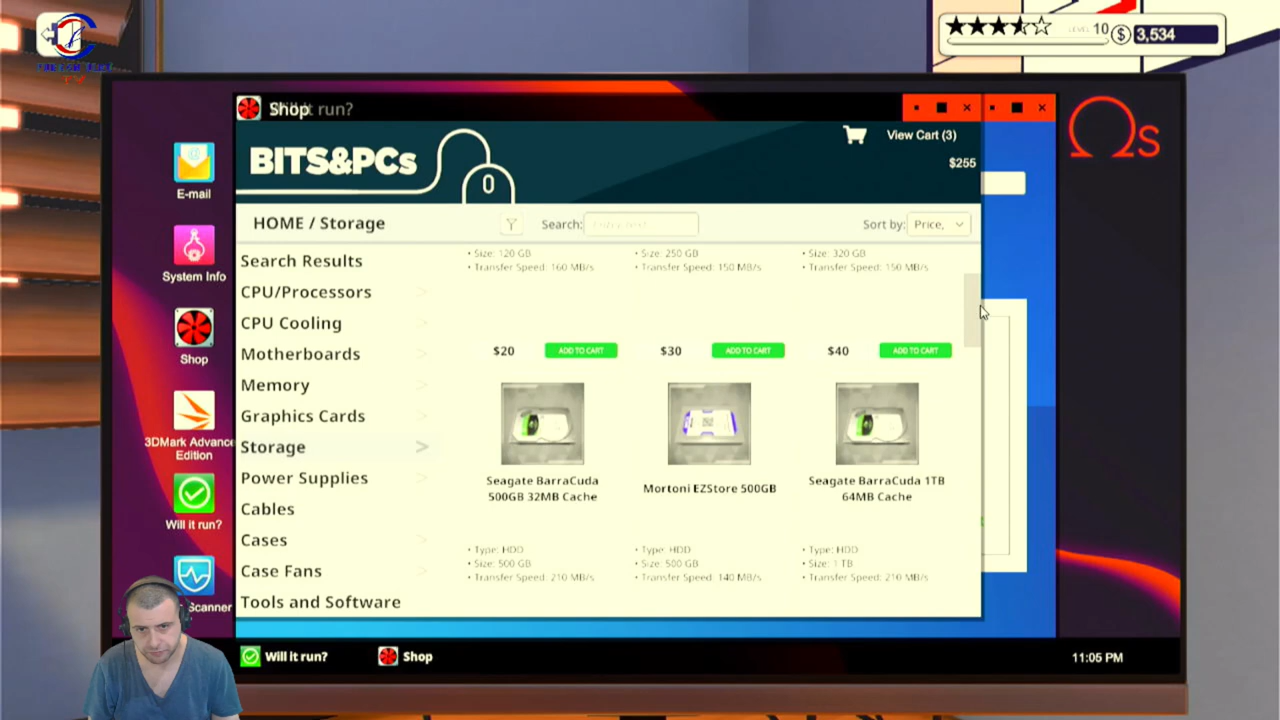 LEVEL 10 $ 3,534
Shop
run?
BITS&PCs
View Cart (3)
$255
HOME / Storage
Search:
Sort by: Price,
E-mail
System Info
Shop
3DMark Advance
Edition
Will it run?
Scanner
Search Results
CPU/Processors >
CPU Cooling >
Motherboards >
Memory >
Graphics Cards >
Storage >
Power Supplies >
Cables
Cases >
Case Fans >
Tools and Software
• Size: 120 GB
• Transfer Speed: 160 MB/s
• Size: 250 GB
• Transfer Speed: 150 MB/s
• Size: 320 GB
• Transfer Speed: 150 MB/s
$20 ADD TO CART
$30 ADD TO CART
$40 ADD TO CART
Seagate BarraCuda
500GB 32MB Cache
Mortoni EZStore 500GB
Seagate BarraCuda 1TB
64MB Cache
• Type: HDD
• Size: 500 GB
• Transfer Speed: 210 MB/s
• Type: HDD
• Size: 500 GB
• Transfer Speed: 140 MB/s
• Type: HDD
• Size: 1 TB
• Transfer Speed: 210 MB/s
Ωs
Will it run?
Shop
11:05 PM